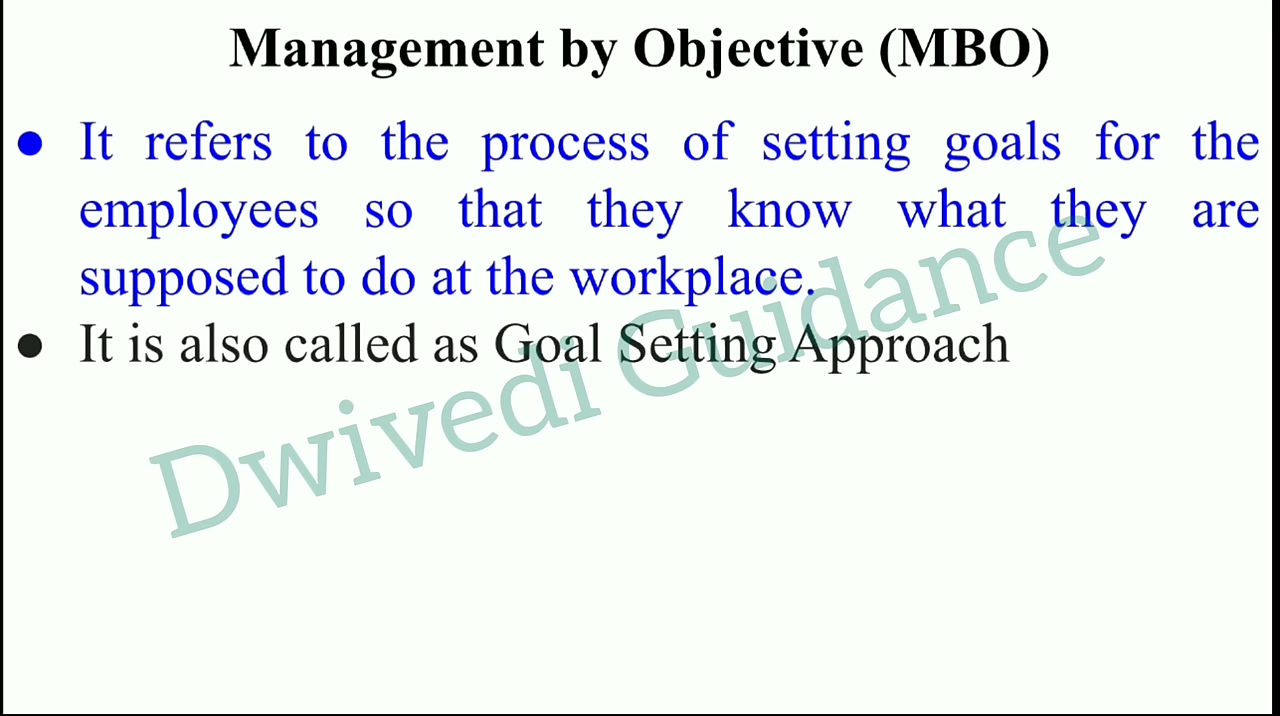 Management by Objective (MBO)
● It refers to the process of setting goals for the
employees so that they know what they are
supposed to do at the workplace.
● It is also called as Goal Setting Approach
Dwivedi Guidance